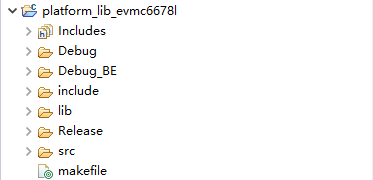 platform_lib_evmc6678l
Includes
Debug
Debug_BE
include
lib
Release
src
makefile